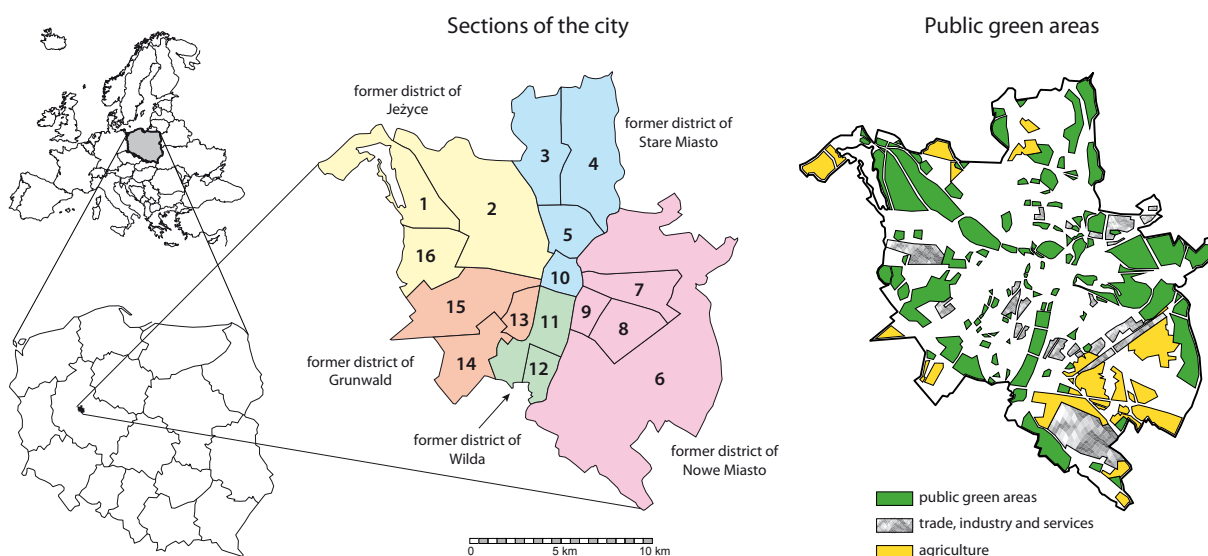 Sections of the city
Public green areas
former district of
Jeżyce
former district of
Stare Miasto
3
4
1
2
5
16
10
7
15
13
11
9
8
14
12
6
former district of
Grunwald
former district of
Wilda
former district of
Nowe Miasto
public green areas
trade, industry and services
agriculture
0 5 km 10 km